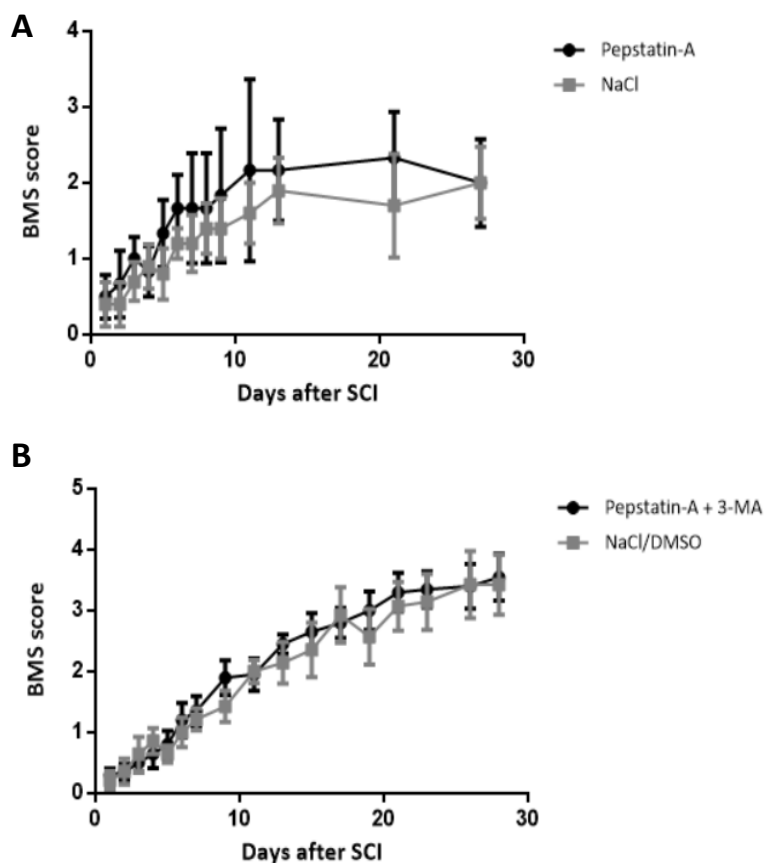 A
4
3
2
1
0
BMS score
0
10
20
30
Days after SCI
Pepstatin-A
NaCl
B
5
4
3
2
1
0
BMS score
0
10
20
30
Days after SCI
Pepstatin-A + 3-MA
NaCl/DMSO